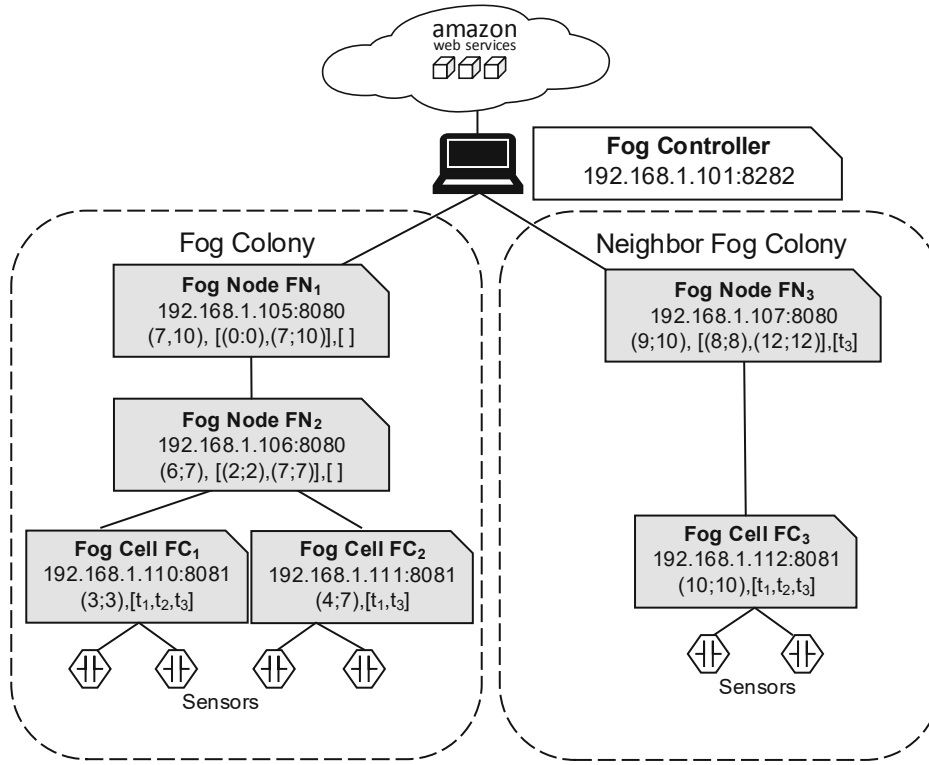 amazon
web services
Fog Controller
192.168.1.101:8282
Fog Colony
Fog Node FN₁
192.168.1.105:8080
(7,10), [(0:0),(7;10)],[ ]
Fog Node FN₂
192.168.1.106:8080
(6;7), [(2;2),(7;7)],[ ]
Fog Cell FC₁
192.168.1.110:8081
(3;3),[t₁,t₂,t₃]
Fog Cell FC₂
192.168.1.111:8081
(4;7),[t₁,t₃]
Sensors
Neighbor Fog Colony
Fog Node FN₃
192.168.1.107:8080
(9;10), [(8;8),(12;12)],[t₃]
Fog Cell FC₃
192.168.1.112:8081
(10;10),[t₁,t₂,t₃]
Sensors